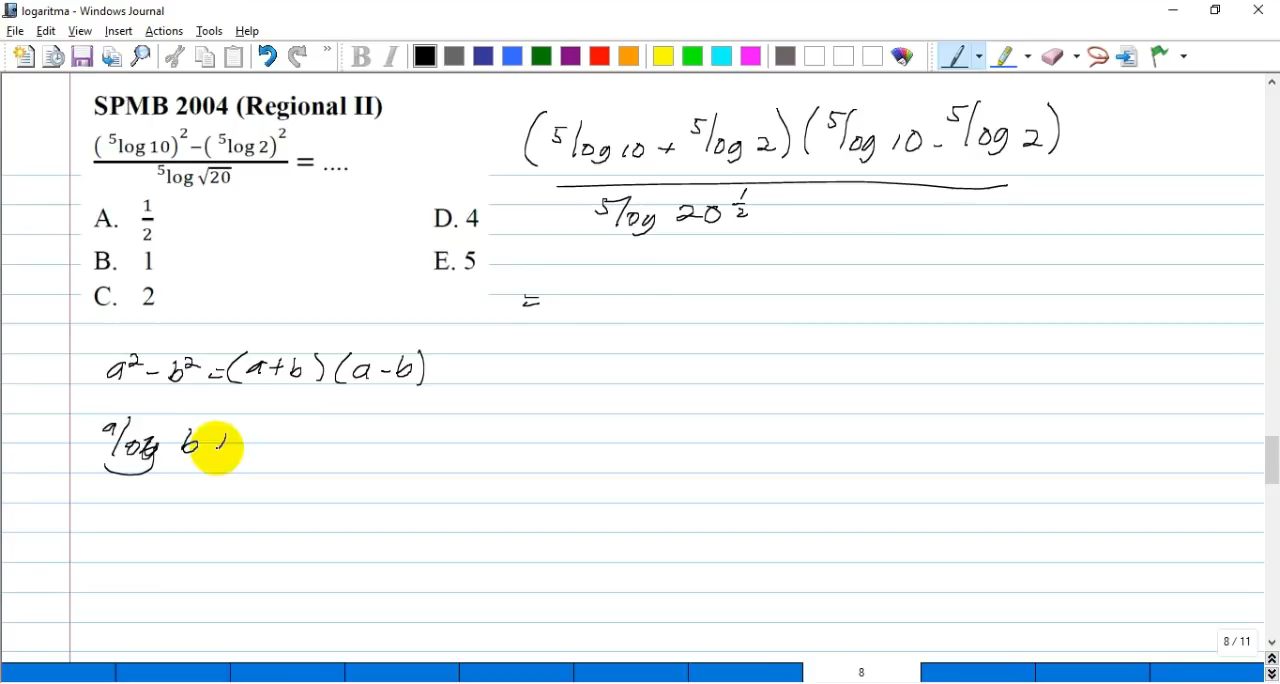 logaritma - Windows Journal
File Edit View Insert Actions Tools Help
B I
SPMB 2004 (Regional II)
(⁵log 10)² − (⁵log 2)² / ⁵log √20 = ....
A. 1/2
D. 4
B. 1
E. 5
C. 2
(⁵log 10 + ⁵log 2)(⁵log 10 - ⁵log 2)
⁵log 20^1/2
=
a² - b² = (a + b)(a - b)
ᵃlog b
8 / 11
8